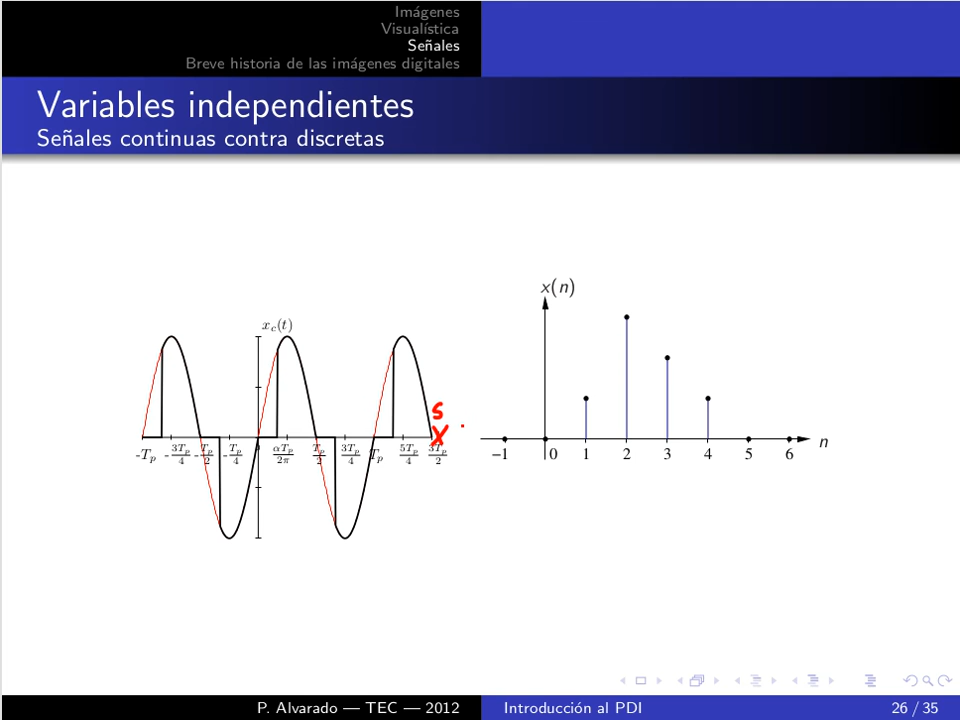 Imágenes
Visualística
Señales
Breve historia de las imágenes digitales
Variables independientes
Señales continuas contra discretas
x(n)
x_c(t)
s
x
-T_p -3T_p/4 -T_p/2 -T_p/4 0 αT_p/2π T_p/2 3T_p/4 T_p 5T_p/4 3T_p/2
n
−1 0 1 2 3 4 5 6
P. Alvarado — TEC — 2012 Introducción al PDI 26 / 35